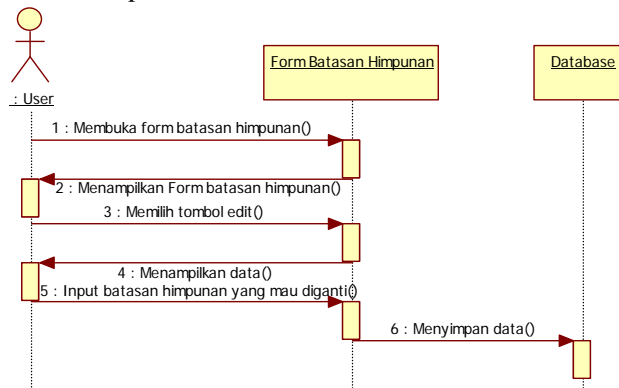 Form Batasan Himpunan
Database
: User
1 : Membuka form batasan himpunan()
2 : Menampilkan Form batasan himpunan()
3 : Memilih tombol edit()
4 : Menampilkan data()
5 : Input batasan himpunan yang mau diganti()
6 : Menyimpan data()